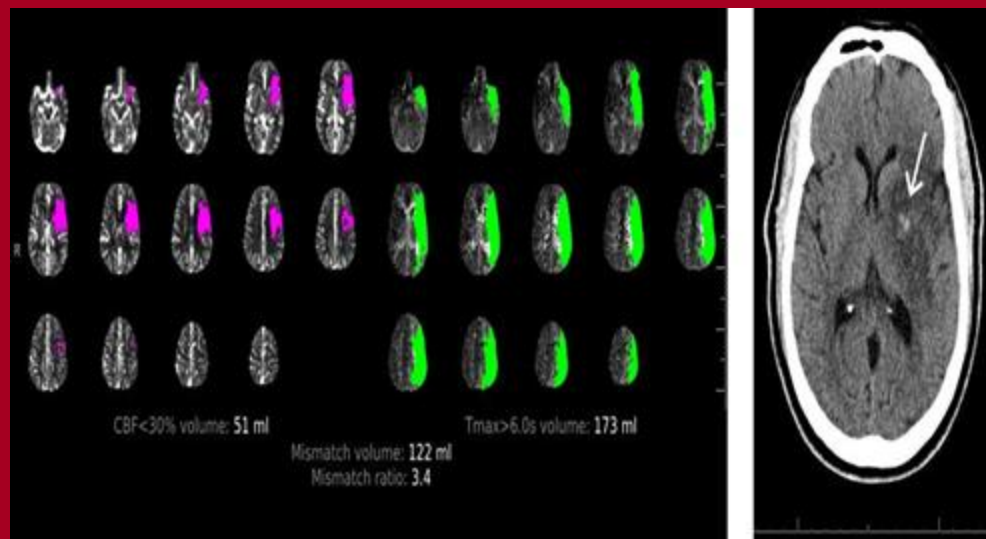 CBF<30% volume: 51 ml
Tmax>6.0s volume: 173 ml
Mismatch volume: 122 ml
Mismatch ratio: 3.4